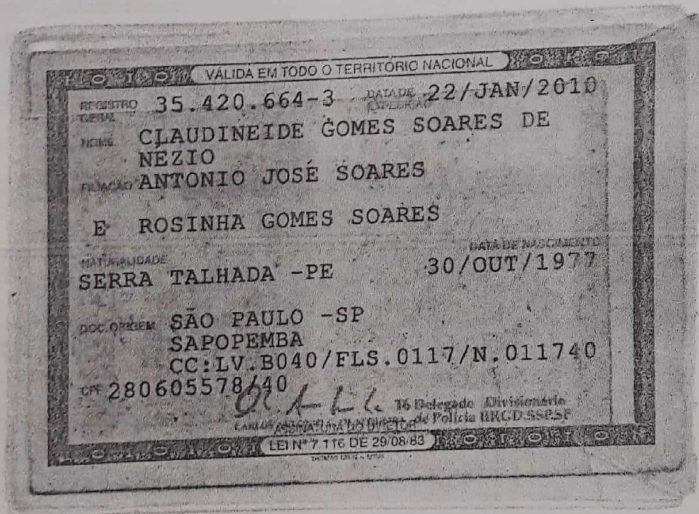 VÁLIDA EM TODO O TERRITÓRIO NACIONAL
REGISTRO GERAL 35.420.664-3 DATA DE EXPEDIÇÃO 22/JAN/2010
NOME CLAUDINEIDE GOMES SOARES DE
NEZIO
FILIAÇÃO ANTONIO JOSÉ SOARES
E ROSINHA GOMES SOARES
NATURALIDADE DATA DE NASCIMENTO
SERRA TALHADA -PE 30/OUT/1977
DOC.ORIGEM SÃO PAULO -SP
SAPOPEMBA
CC:LV.B040/FLS.0117/N.011740
CPF 280605578/40
Delegado Divisionário
de Polícia
ASSINATURA DO DIRETOR
LEI Nº 7.116 DE 29/08/83